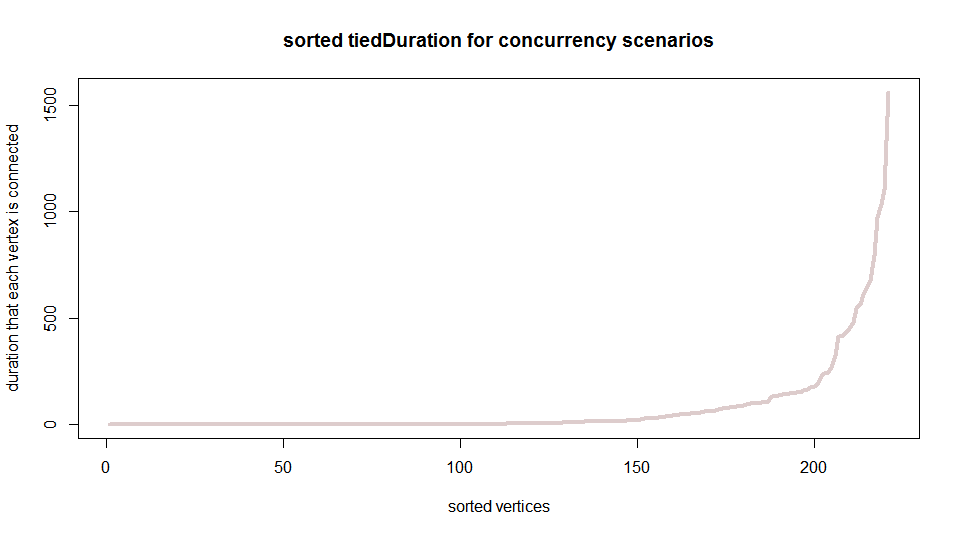 sorted tiedDuration for concurrency scenarios
duration that each vertex is connected
1500
1000
500
0
0 50 100 150 200
sorted vertices